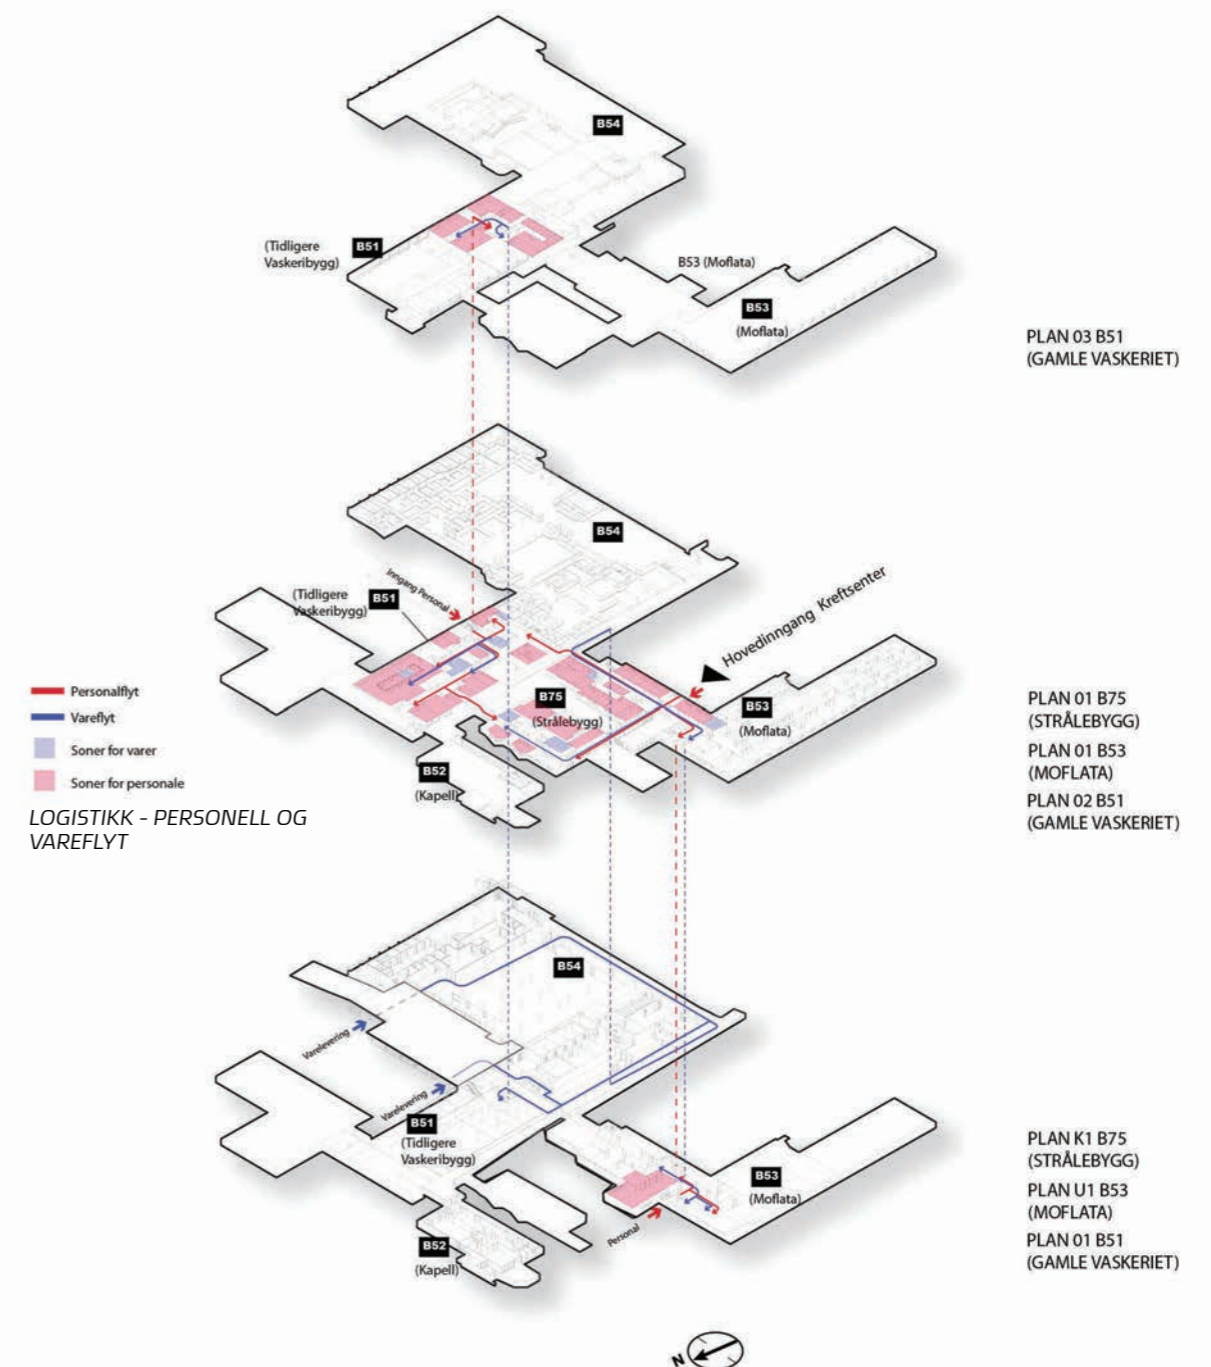 B54
(Tidligere
Vaskeribygg)
B51
B53 (Moflata)
B53
(Moflata)
PLAN 03 B51
(GAMLE VASKERIET)
B54
Inngang Personal
(Tidligere
Vaskeribygg)
B51
Hovedinngang Kreftsenter
B75
(Strålebygg)
B53
(Moflata)
B52
(Kapell)
PLAN 01 B75
(STRÅLEBYGG)
PLAN 01 B53
(MOFLATA)
PLAN 02 B51
(GAMLE VASKERIET)
Personalflyt
Vareflyt
Soner for varer
Soner for personale
LOGISTIKK - PERSONELL OG
VAREFLYT
B54
Varelevering
Varelevering
B51
(Tidligere
Vaskeribygg)
B53
(Moflata)
Personal
B52
(Kapell)
PLAN K1 B75
(STRÅLEBYGG)
PLAN U1 B53
(MOFLATA)
PLAN 01 B51
(GAMLE VASKERIET)
N